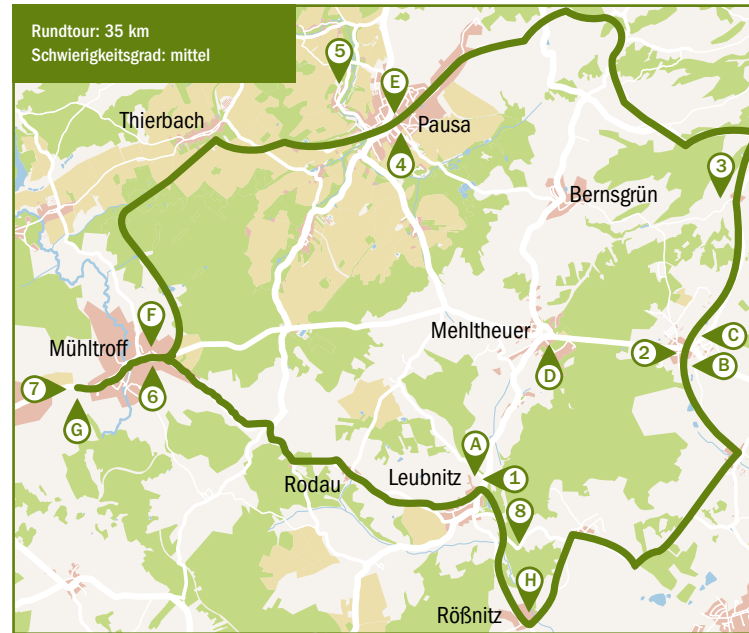 Rundtour: 35 km
Schwierigkeitsgrad: mittel
5
E
Thierbach
Pausa
4
3
Bernsgrün
F
Mühltroff
Mehltheuer
C
2
B
7
6
D
G
A
Leubnitz
1
Rodau
8
H
Rößnitz